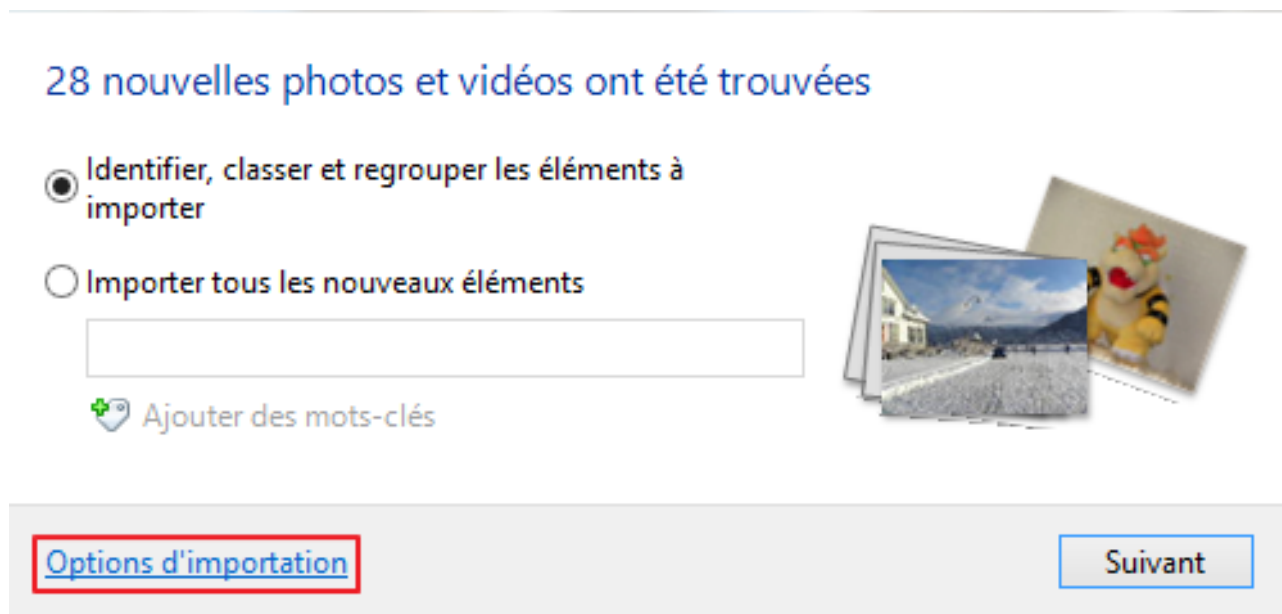 28 nouvelles photos et vidéos ont été trouvées
Identifier, classer et regrouper les éléments à
importer
Importer tous les nouveaux éléments
Ajouter des mots-clés
Options d'importation
Suivant